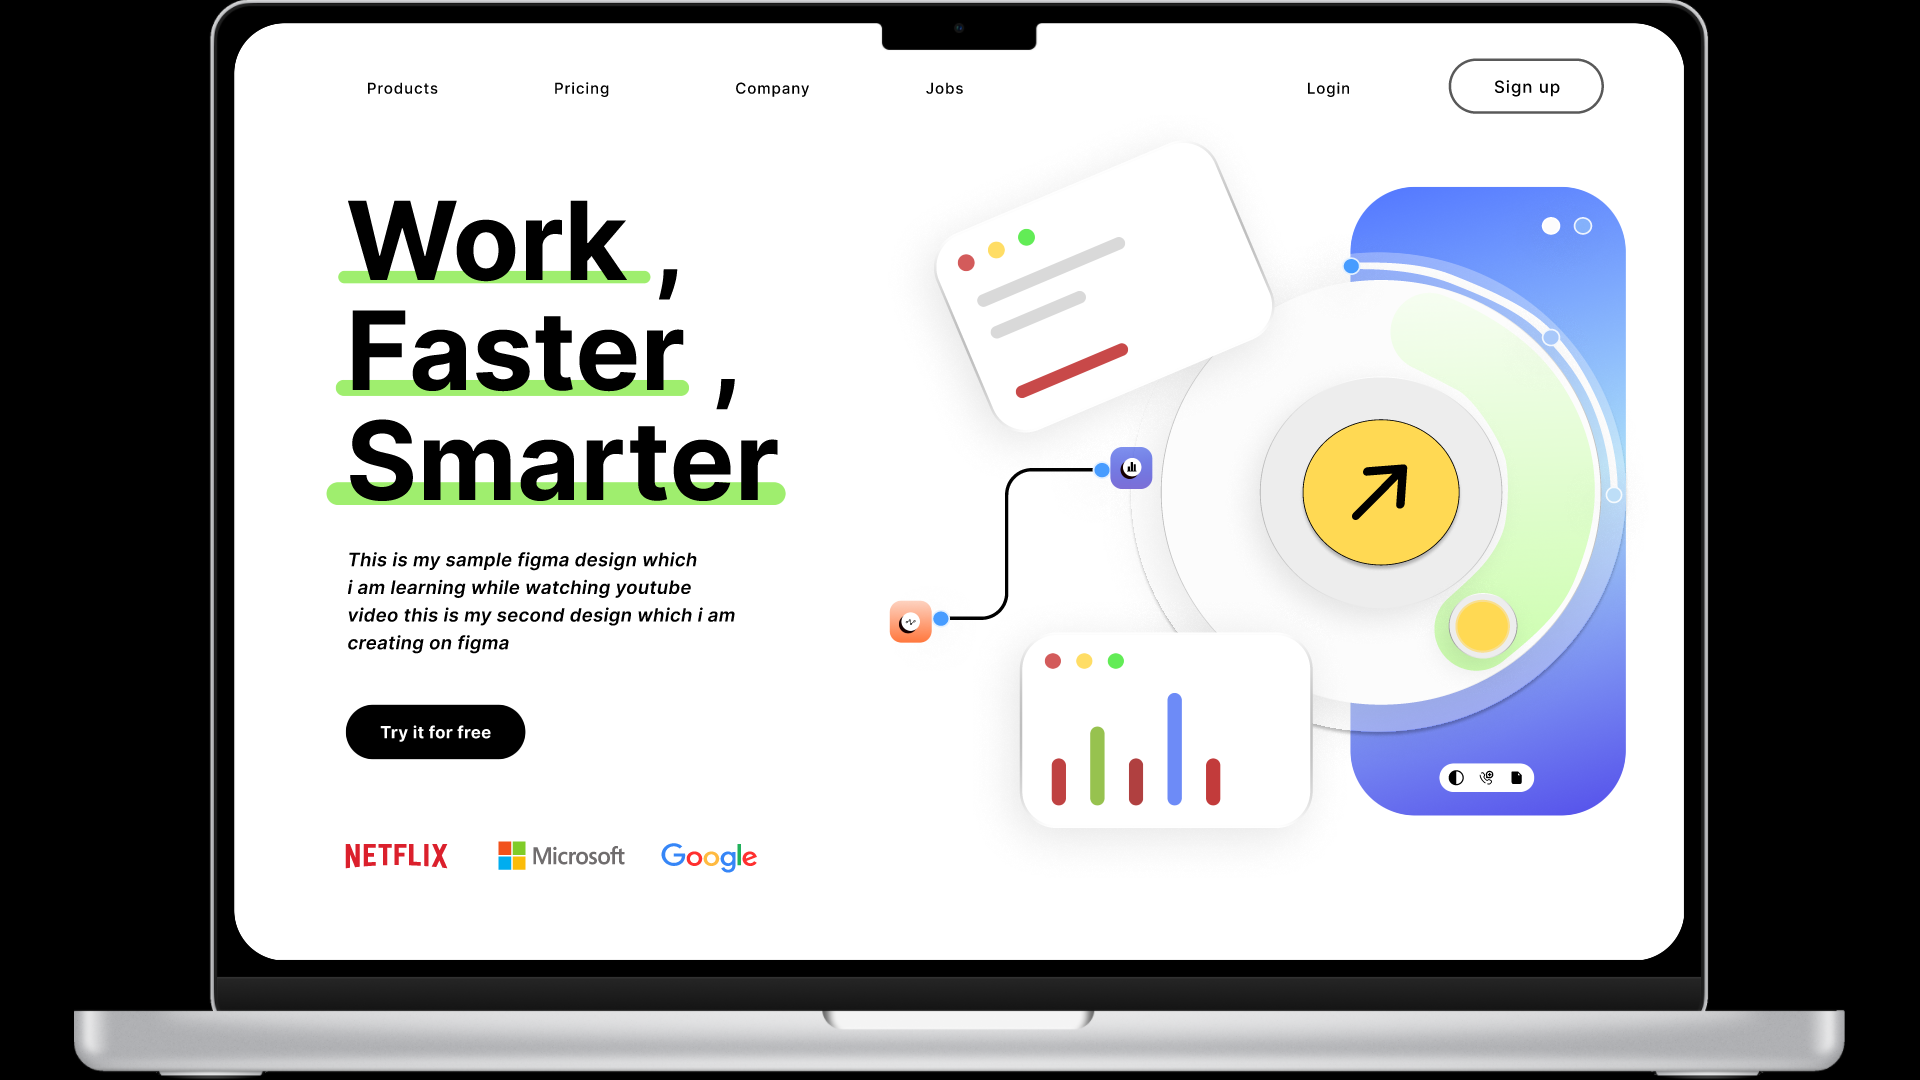 Products Pricing Company Jobs Login Sign up
Work ,
Faster ,
Smarter
This is my sample figma design which
i am learning while watching youtube
video this is my second design which i am
creating on figma
Try it for free
NETFLIX Microsoft Google